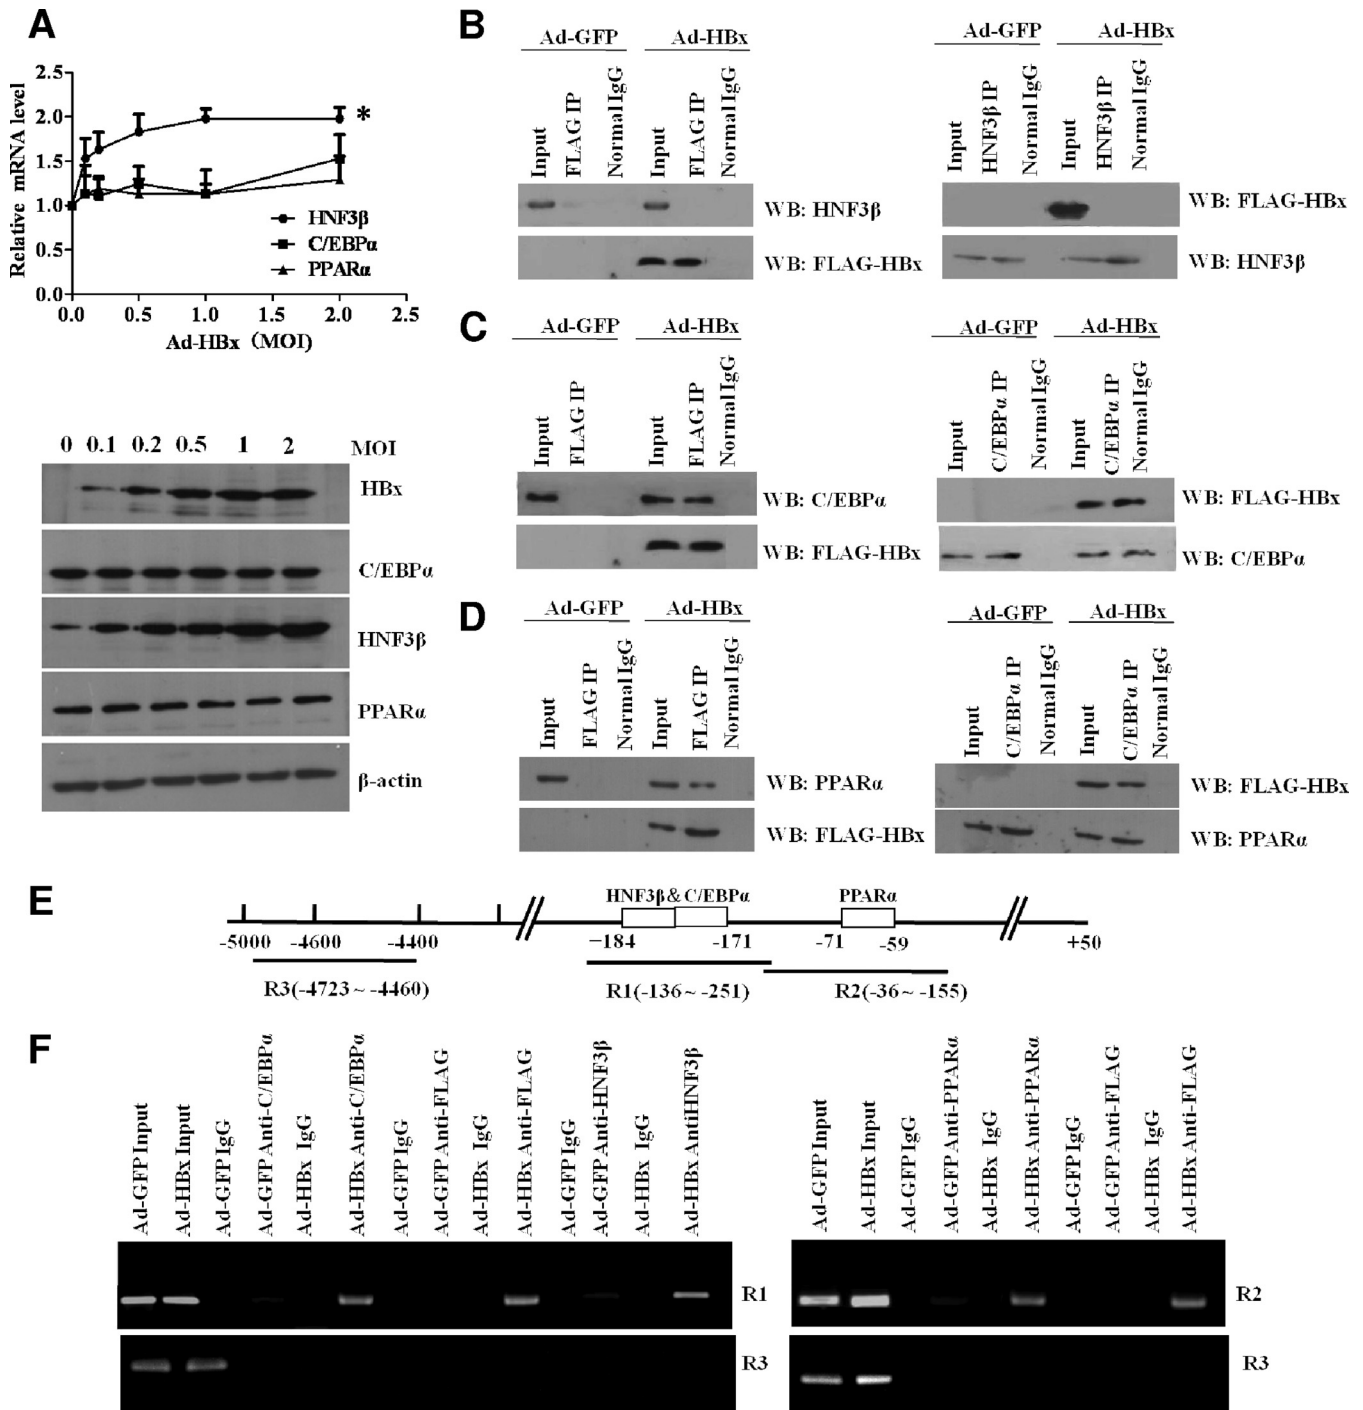 A
Relative mRNA level
2.5
2.0
1.5
1.0
0.5
0.0
0.0 0.5 1.0 1.5 2.0 2.5
*
HNF3β
C/EBPα
PPARα
Ad-HBx (MOI)
0 0.1 0.2 0.5 1 2 MOI
HBx
C/EBPα
HNF3β
PPARα
β-actin
B
Ad-GFP Ad-HBx
Input FLAG IP Normal IgG Input FLAG IP Normal IgG
WB: HNF3β
WB: FLAG-HBx
Ad-GFP Ad-HBx
Input HNF3β IP Normal IgG Input HNF3β IP Normal IgG
WB: FLAG-HBx
WB: HNF3β
C
Ad-GFP Ad-HBx
Input FLAG IP Input FLAG IP Normal IgG
WB: C/EBPα
WB: FLAG-HBx
Ad-GFP Ad-HBx
Input C/EBPα IP Normal IgG Input C/EBPα IP Normal IgG
WB: FLAG-HBx
WB: C/EBPα
D
Ad-GFP Ad-HBx
Input FLAG IP Normal IgG Input FLAG IP Normal IgG
WB: PPARα
WB: FLAG-HBx
Ad-GFP Ad-HBx
Input C/EBPα IP Normal IgG Input C/EBPα IP Normal IgG
WB: FLAG-HBx
WB: PPARα
E
HNF3β & C/EBPα PPARα
-5000 -4600 -4400 -184 -171 -71 -59 +50
R3(-4723 ~ -4460) R1(-136 ~ -251) R2(-36 ~ -155)
F
Ad-GFP Input
Ad-HBx Input
Ad-GFP IgG
Ad-GFP Anti-C/EBPα
Ad-HBx IgG
Ad-HBx Anti-C/EBPα
Ad-GFP IgG
Ad-GFP Anti-FLAG
Ad-HBx IgG
Ad-HBx Anti-FLAG
Ad-GFP IgG
Ad-GFP Anti-HNF3β
Ad-HBx IgG
Ad-HBx AntiHNF3β
R1
R3
Ad-GFP Input
Ad-HBx Input
Ad-GFP IgG
Ad-GFP Anti-PPARα
Ad-HBx IgG
Ad-HBx Anti-PPARα
Ad-GFP IgG
Ad-GFP Anti-FLAG
Ad-HBx IgG
Ad-HBx Anti-FLAG
R2
R3